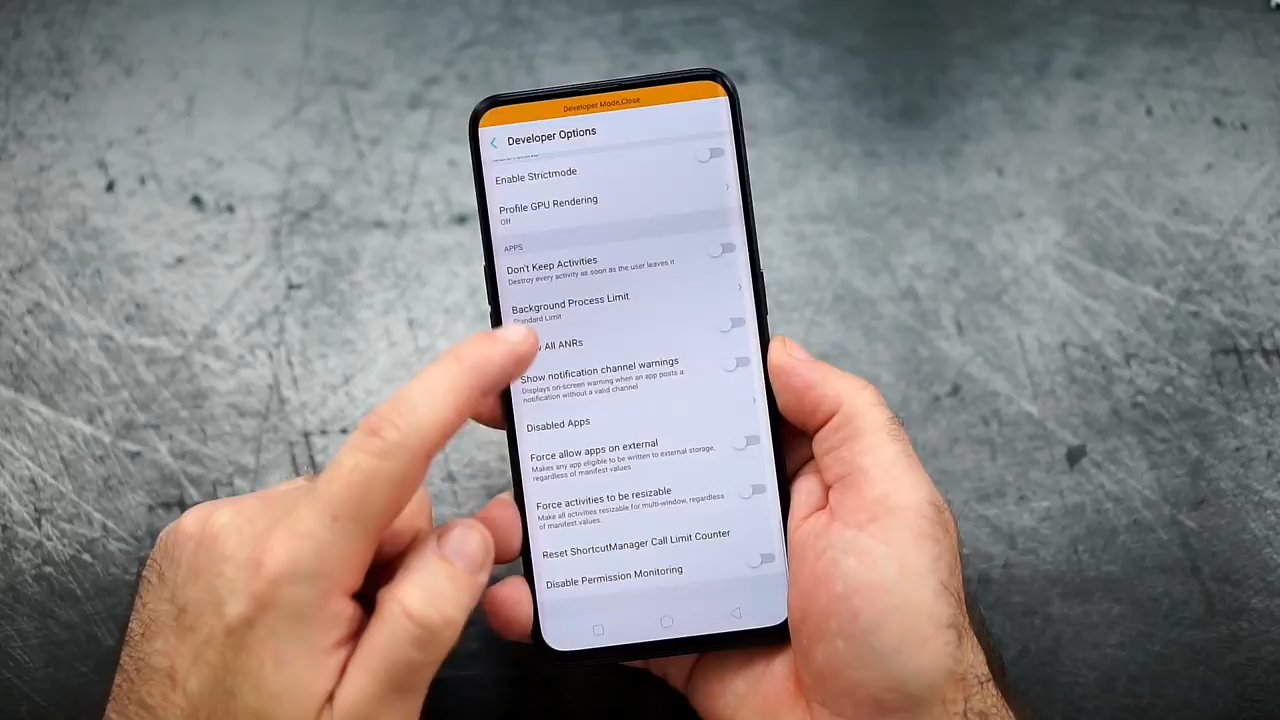 Developer Mode,Close
Developer Options
Enable Strictmode
Profile GPU Rendering
Off
APPS
Don't Keep Activities
Destroy every activity as soon as the user leaves it
Background Process Limit
Standard Limit
All ANRs
Show notification channel warnings
Displays on-screen warning when an app posts a
notification without a valid channel
Disabled Apps
Force allow apps on external
Makes any app eligible to be written to external storage,
regardless of manifest values
Force activities to be resizable
Make all activities resizable for multi-window, regardless
of manifest values.
Reset ShortcutManager Call Limit Counter
Disable Permission Monitoring